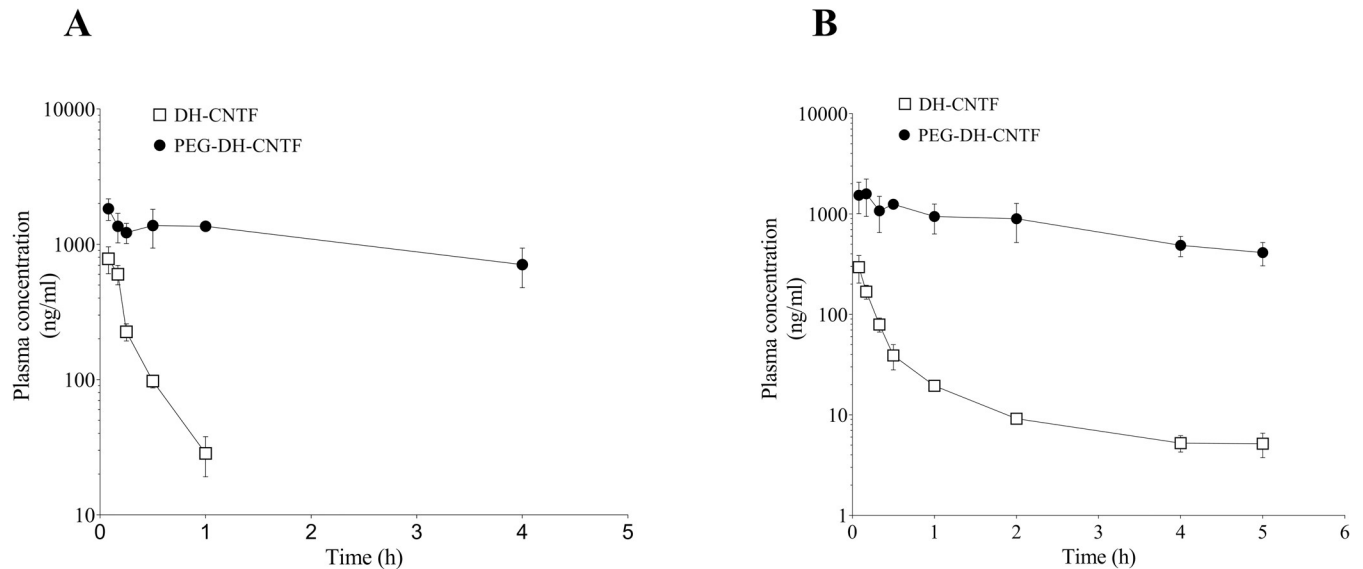 A
DH-CNTF
PEG-DH-CNTF
10000
1000
100
10
Plasma concentration
(ng/ml)
0 1 2 3 4 5
Time (h)
B
DH-CNTF
PEG-DH-CNTF
10000
1000
100
10
1
Plasma concentration
(ng/ml)
0 1 2 3 4 5 6
Time (h)